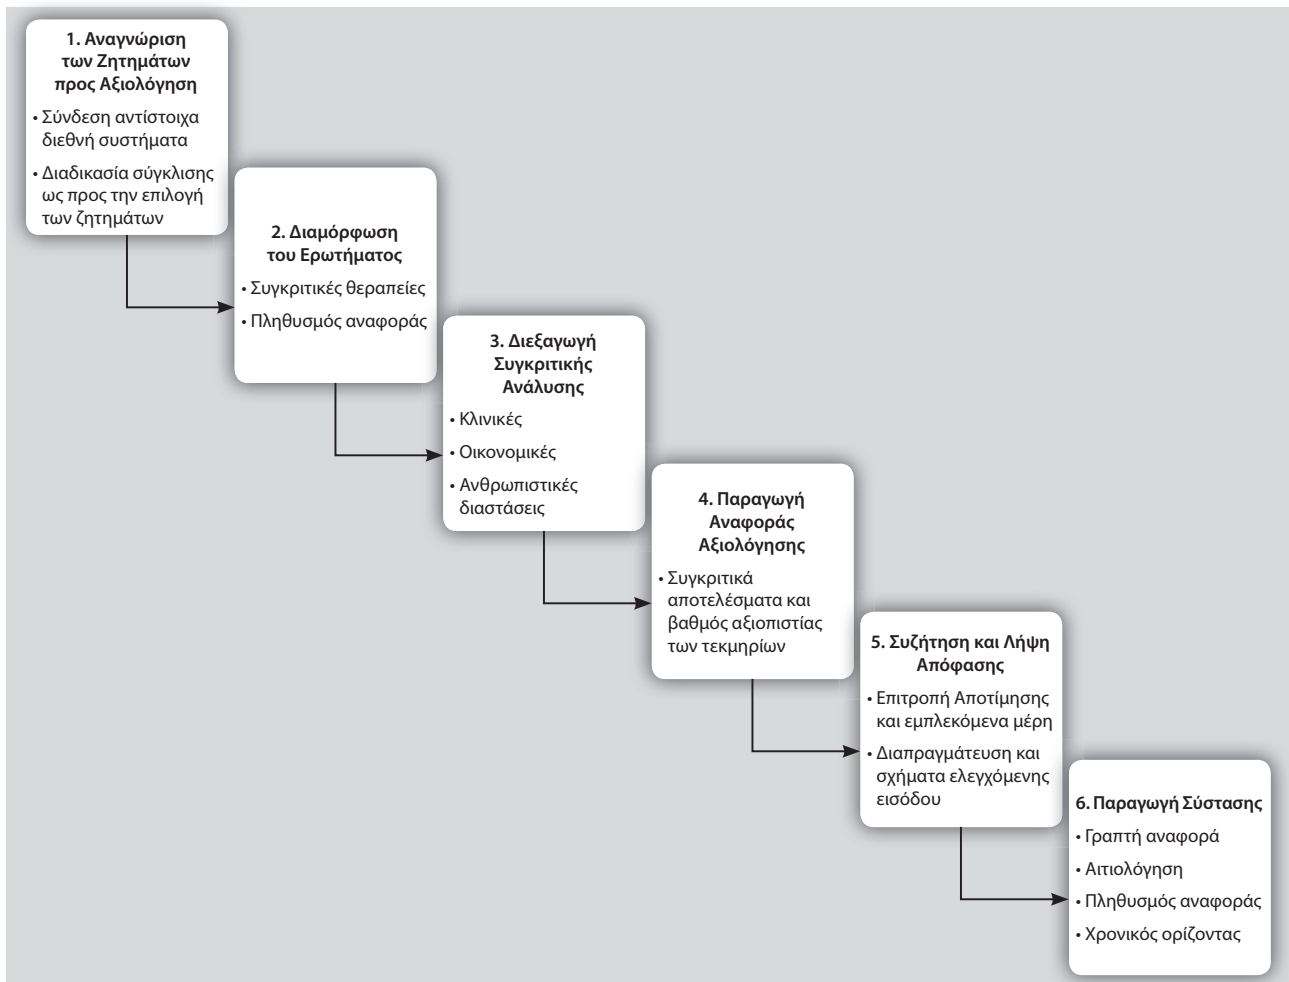 1. Αναγνώριση
των Ζητημάτων
προς Αξιολόγηση
• Σύνδεση αντίστοιχα
διεθνή συστήματα
• Διαδικασία σύγκλισης
ως προς την επιλογή
των ζητημάτων
2. Διαμόρφωση
του Ερωτήματος
• Συγκριτικές θεραπείες
• Πληθυσμός αναφοράς
3. Διεξαγωγή
Συγκριτικής
Ανάλυσης
• Κλινικές
• Οικονομικές
• Ανθρωπιστικές
διαστάσεις
4. Παραγωγή
Αναφοράς
Αξιολόγησης
• Συγκριτικά
αποτελέσματα και
βαθμός αξιοπιστίας
των τεκμηρίων
5. Συζήτηση και Λήψη
Απόφασης
• Επιτροπή Αποτίμησης
και εμπλεκόμενα μέρη
• Διαπραγμάτευση και
σχήματα ελεγχόμενης
εισόδου
6. Παραγωγή Σύστασης
• Γραπτή αναφορά
• Αιτιολόγηση
• Πληθυσμός αναφοράς
• Χρονικός ορίζοντας